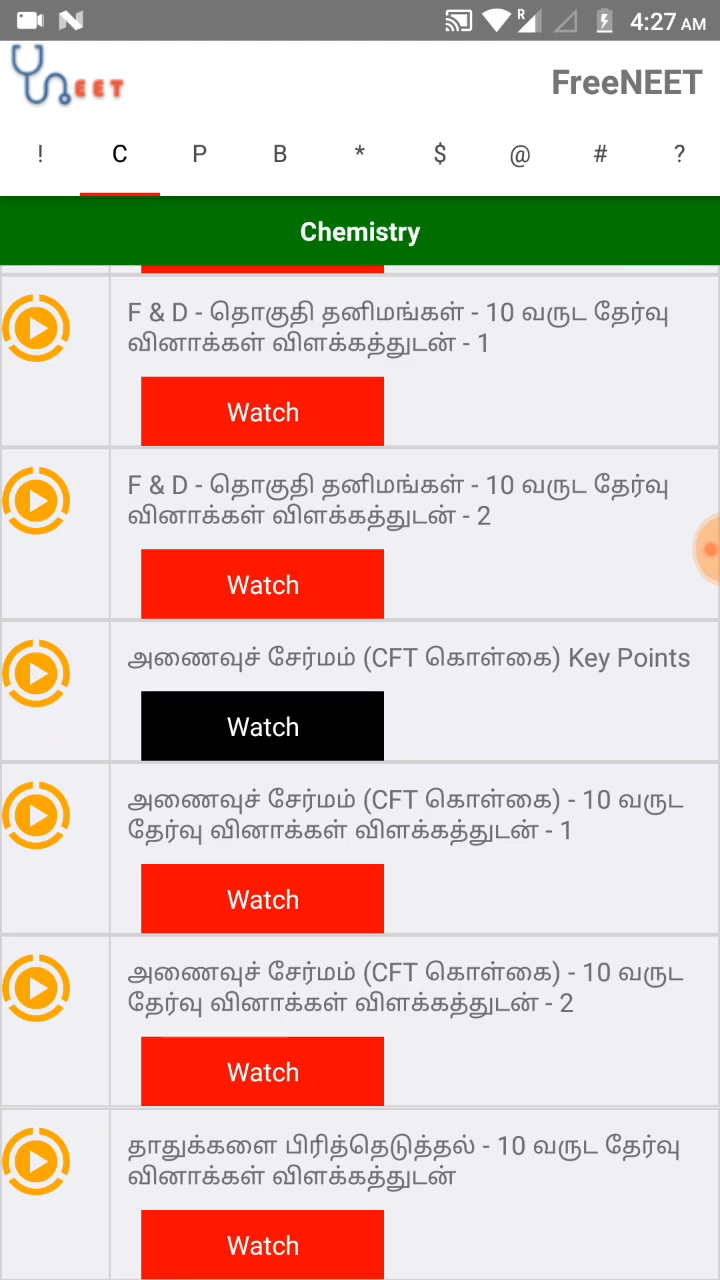 4:27 AM
R
EET
FreeNEET
! C P B * $ @ # ?
Chemistry
F & D - தொகுதி தனிமங்கள் - 10 வருட தேர்வு
வினாக்கள் விளக்கத்துடன் - 1
Watch
F & D - தொகுதி தனிமங்கள் - 10 வருட தேர்வு
வினாக்கள் விளக்கத்துடன் - 2
Watch
அணைவுச் சேர்மம் (CFT கொள்கை) Key Points
Watch
அணைவுச் சேர்மம் (CFT கொள்கை) - 10 வருட
தேர்வு வினாக்கள் விளக்கத்துடன் - 1
Watch
அணைவுச் சேர்மம் (CFT கொள்கை) - 10 வருட
தேர்வு வினாக்கள் விளக்கத்துடன் - 2
Watch
தாதுக்களை பிரித்தெடுத்தல் - 10 வருட தேர்வு
வினாக்கள் விளக்கத்துடன்
Watch